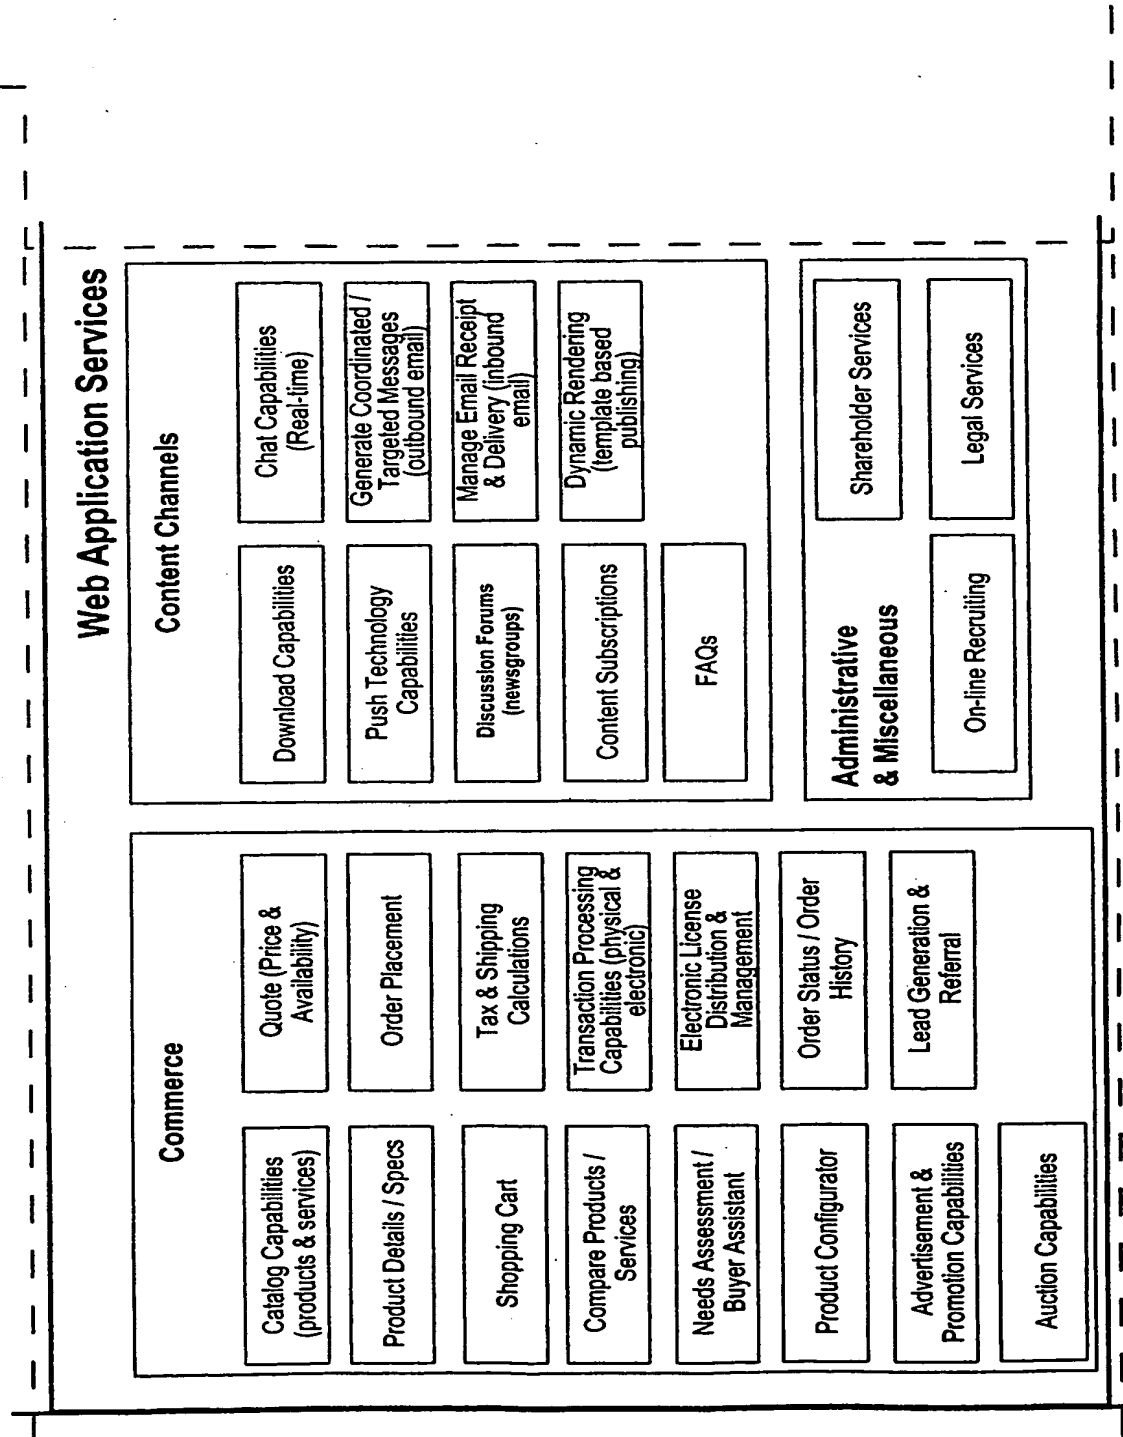 Web Application Services
Commerce
Catalog Capabilities
(products & services)
Product Details / Specs
Shopping Cart
Compare Products /
Services
Needs Assessment /
Buyer Assistant
Product Configurator
Advertisement &
Promotion Capabilities
Auction Capabilities
Quote (Price &
Availability)
Order Placement
Tax & Shipping
Calculations
Transaction Processing
Capabilities (physical &
electronic)
Electronic License
Distribution &
Management
Order Status / Order
History
Lead Generation &
Referral
Content Channels
Download Capabilities
Push Technology
Capabilities
Discussion Forums
(newsgroups)
Content Subscriptions
FAQs
Chat Capabilities
(Real-time)
Generate Coordinated /
Targeted Messages
(outbound email)
Manage Email Receipt
& Delivery (inbound
email)
Dynamic Rendering
(template based
publishing)
Administrative
& Miscellaneous
On-line Recruiting
Shareholder Services
Legal Services